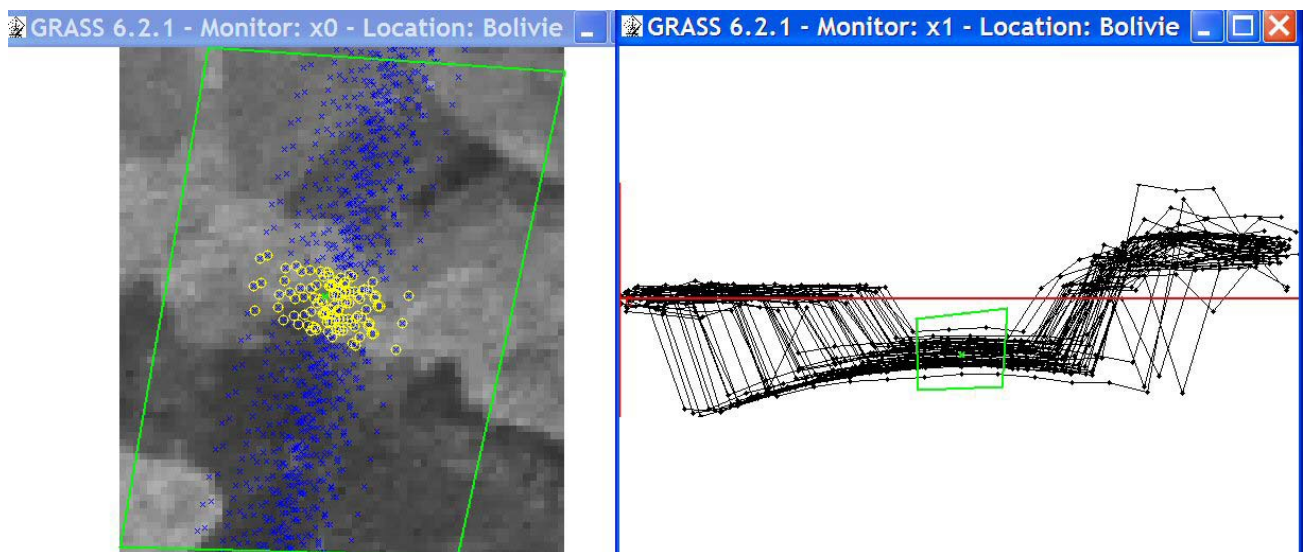 GRASS 6.2.1 - Monitor: x0 - Location: Bolivie
GRASS 6.2.1 - Monitor: x1 - Location: Bolivie